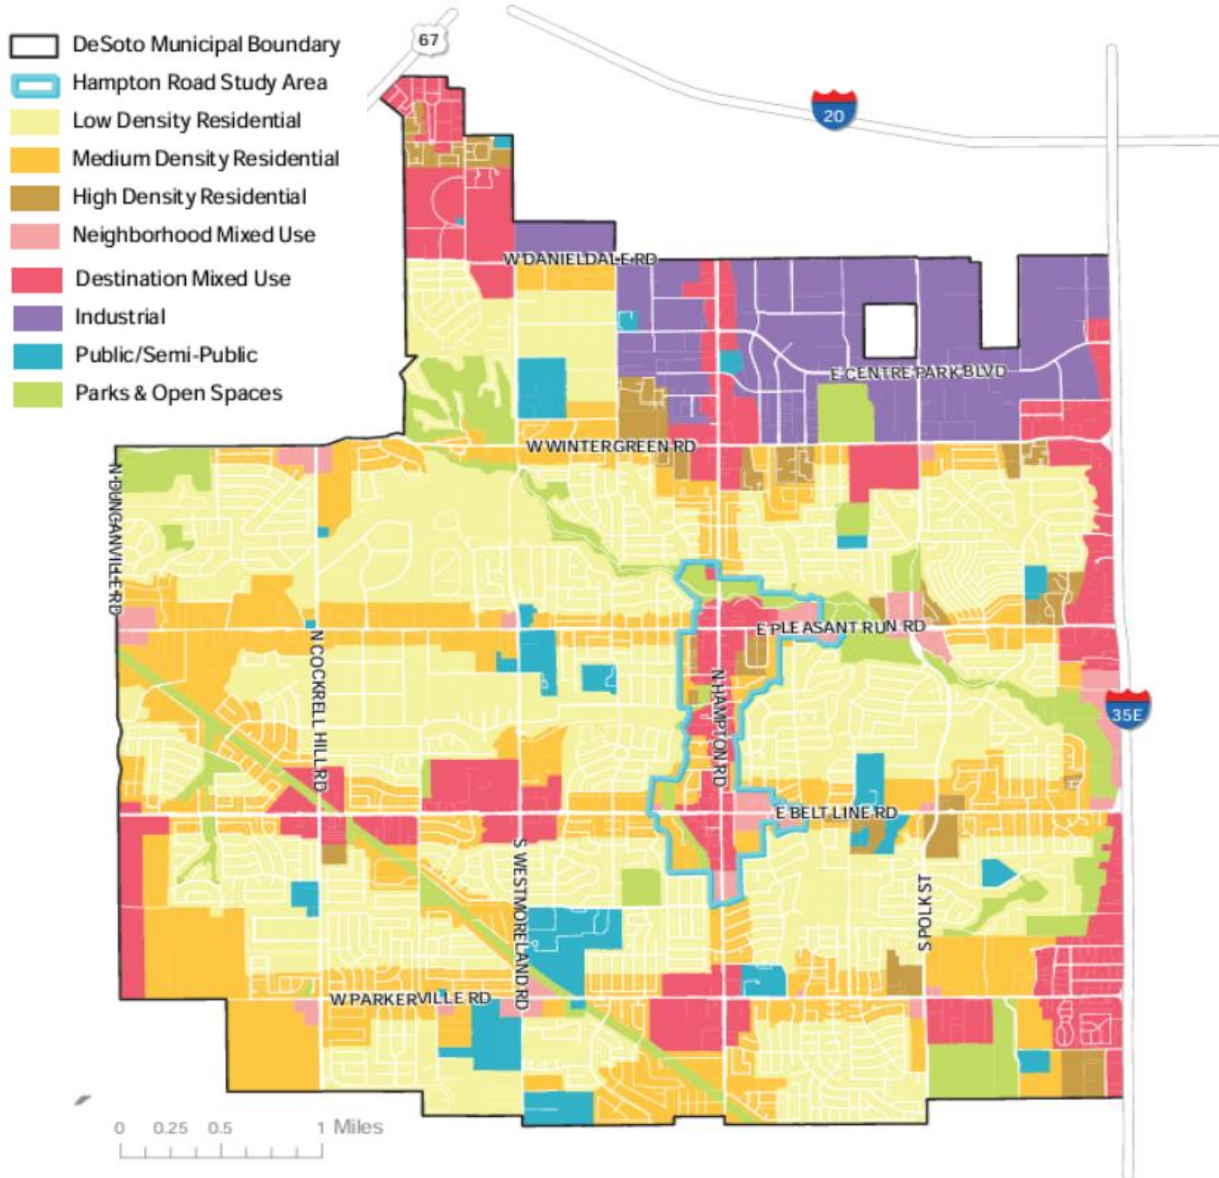 67
DeSoto Municipal Boundary
Hampton Road Study Area
Low Density Residential
Medium Density Residential
High Density Residential
Neighborhood Mixed Use
Destination Mixed Use
Industrial
Public/Semi-Public
Parks & Open Spaces
20
W DANIELDALE RD
E CENTRE PARK BLVD
W WINTERGREEN RD
N DUNGANVILLE RD
E PLEASANT RUN RD
N COCKRELL HILL RD
N HAMPTON RD
35E
E BELT LINE RD
S WESTMORELAND RD
S POLK ST
W PARKERVILLE RD
0 0.25 0.5 1 Miles